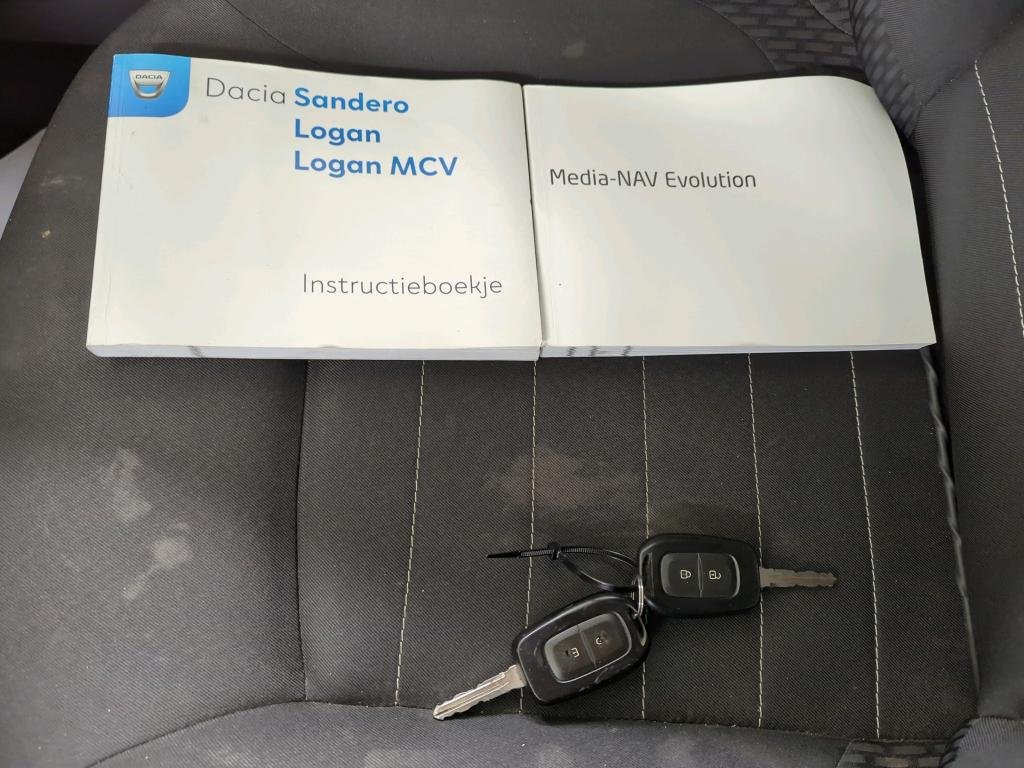 DACIA
Dacia Sandero
Logan
Logan MCV
Instructieboekje
Media-NAV Evolution